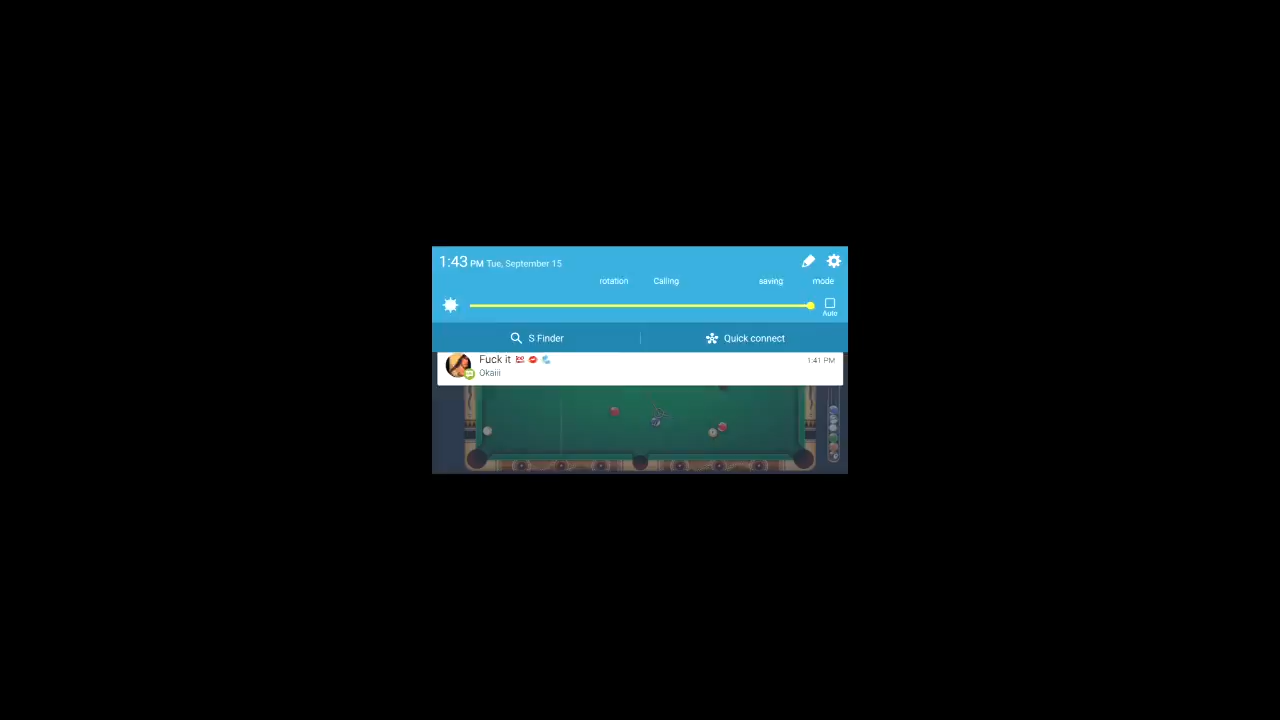 1:43 PM Tue, September 15
rotation Calling saving mode
Auto
S Finder Quick connect
Fuck it 💯 💋 💦 1:41 PM
Okaiii